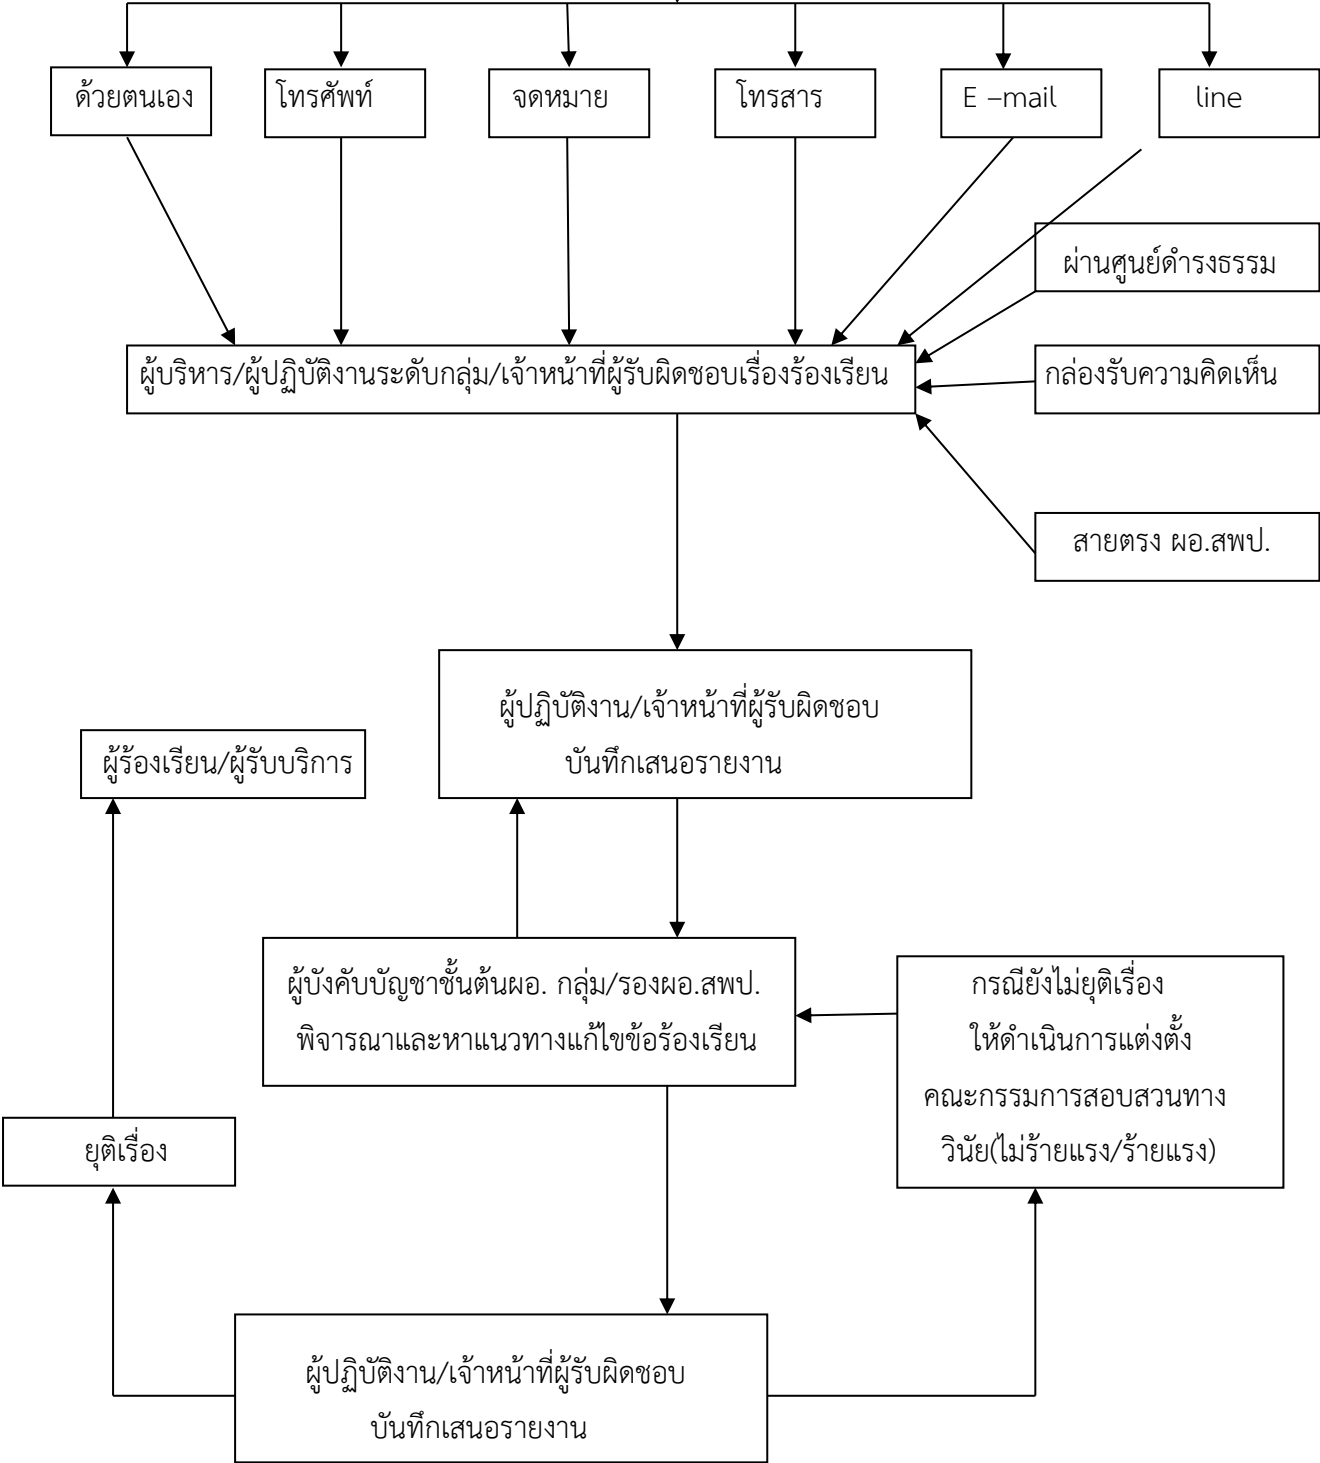 ด้วยตนเอง
โทรศัพท์
จดหมาย
โทรสาร
E –mail
line
ผ่านศูนย์ดำรงธรรม
ผู้บริหาร/ผู้ปฏิบัติงานระดับกลุ่ม/เจ้าหน้าที่ผู้รับผิดชอบเรื่องร้องเรียน
กล่องรับความคิดเห็น
สายตรง ผอ.สพป.
ผู้ปฏิบัติงาน/เจ้าหน้าที่ผู้รับผิดชอบ
บันทึกเสนอรายงาน
ผู้ร้องเรียน/ผู้รับบริการ
ผู้บังคับบัญชาชั้นต้นผอ. กลุ่ม/รองผอ.สพป.
พิจารณาและหาแนวทางแก้ไขข้อร้องเรียน
กรณียังไม่ยุติเรื่อง
ให้ดำเนินการแต่งตั้ง
คณะกรรมการสอบสวนทาง
วินัย(ไม่ร้ายแรง/ร้ายแรง)
ยุติเรื่อง
ผู้ปฏิบัติงาน/เจ้าหน้าที่ผู้รับผิดชอบ
บันทึกเสนอรายงาน